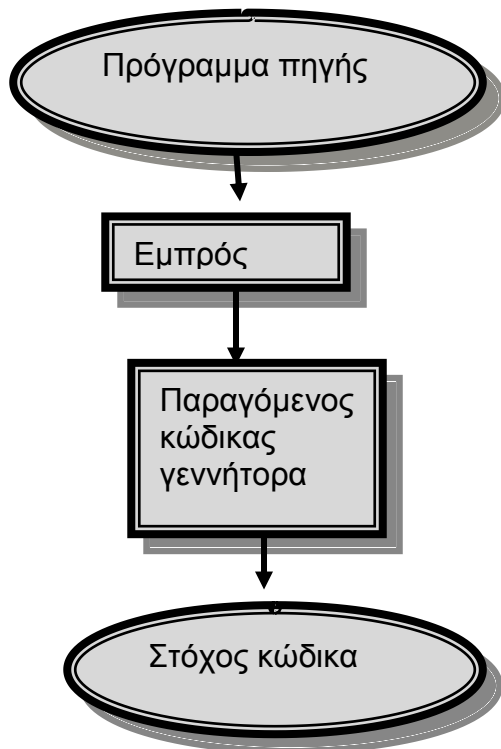 Πρόγραμμα πηγής
Εμπρός
Παραγόμενος
κώδικας
γεννήτορα
Στόχος κώδικα